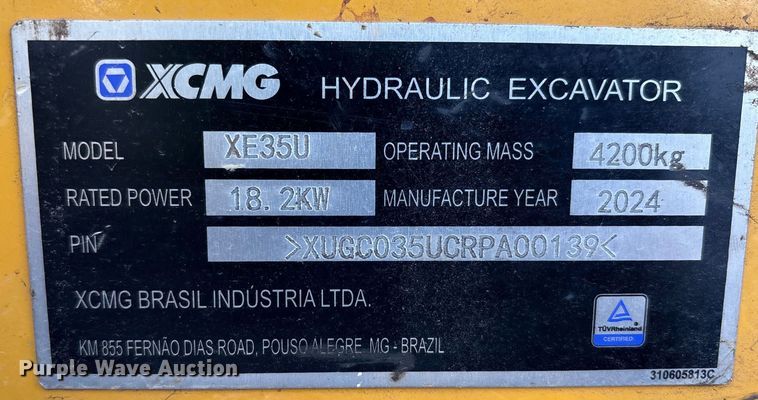 XCMG HYDRAULIC EXCAVATOR
MODEL XE35U OPERATING MASS 4200kg
RATED POWER 18.2KW MANUFACTURE YEAR 2024
PIN >XUGC035UCRPA00139<
XCMG BRASIL INDÚSTRIA LTDA.
KM 855 FERNÃO DIAS ROAD, POUSO ALEGRE MG - BRAZIL
TÜVRheinland
CERTIFIED
310605813C
Purple Wave Auction